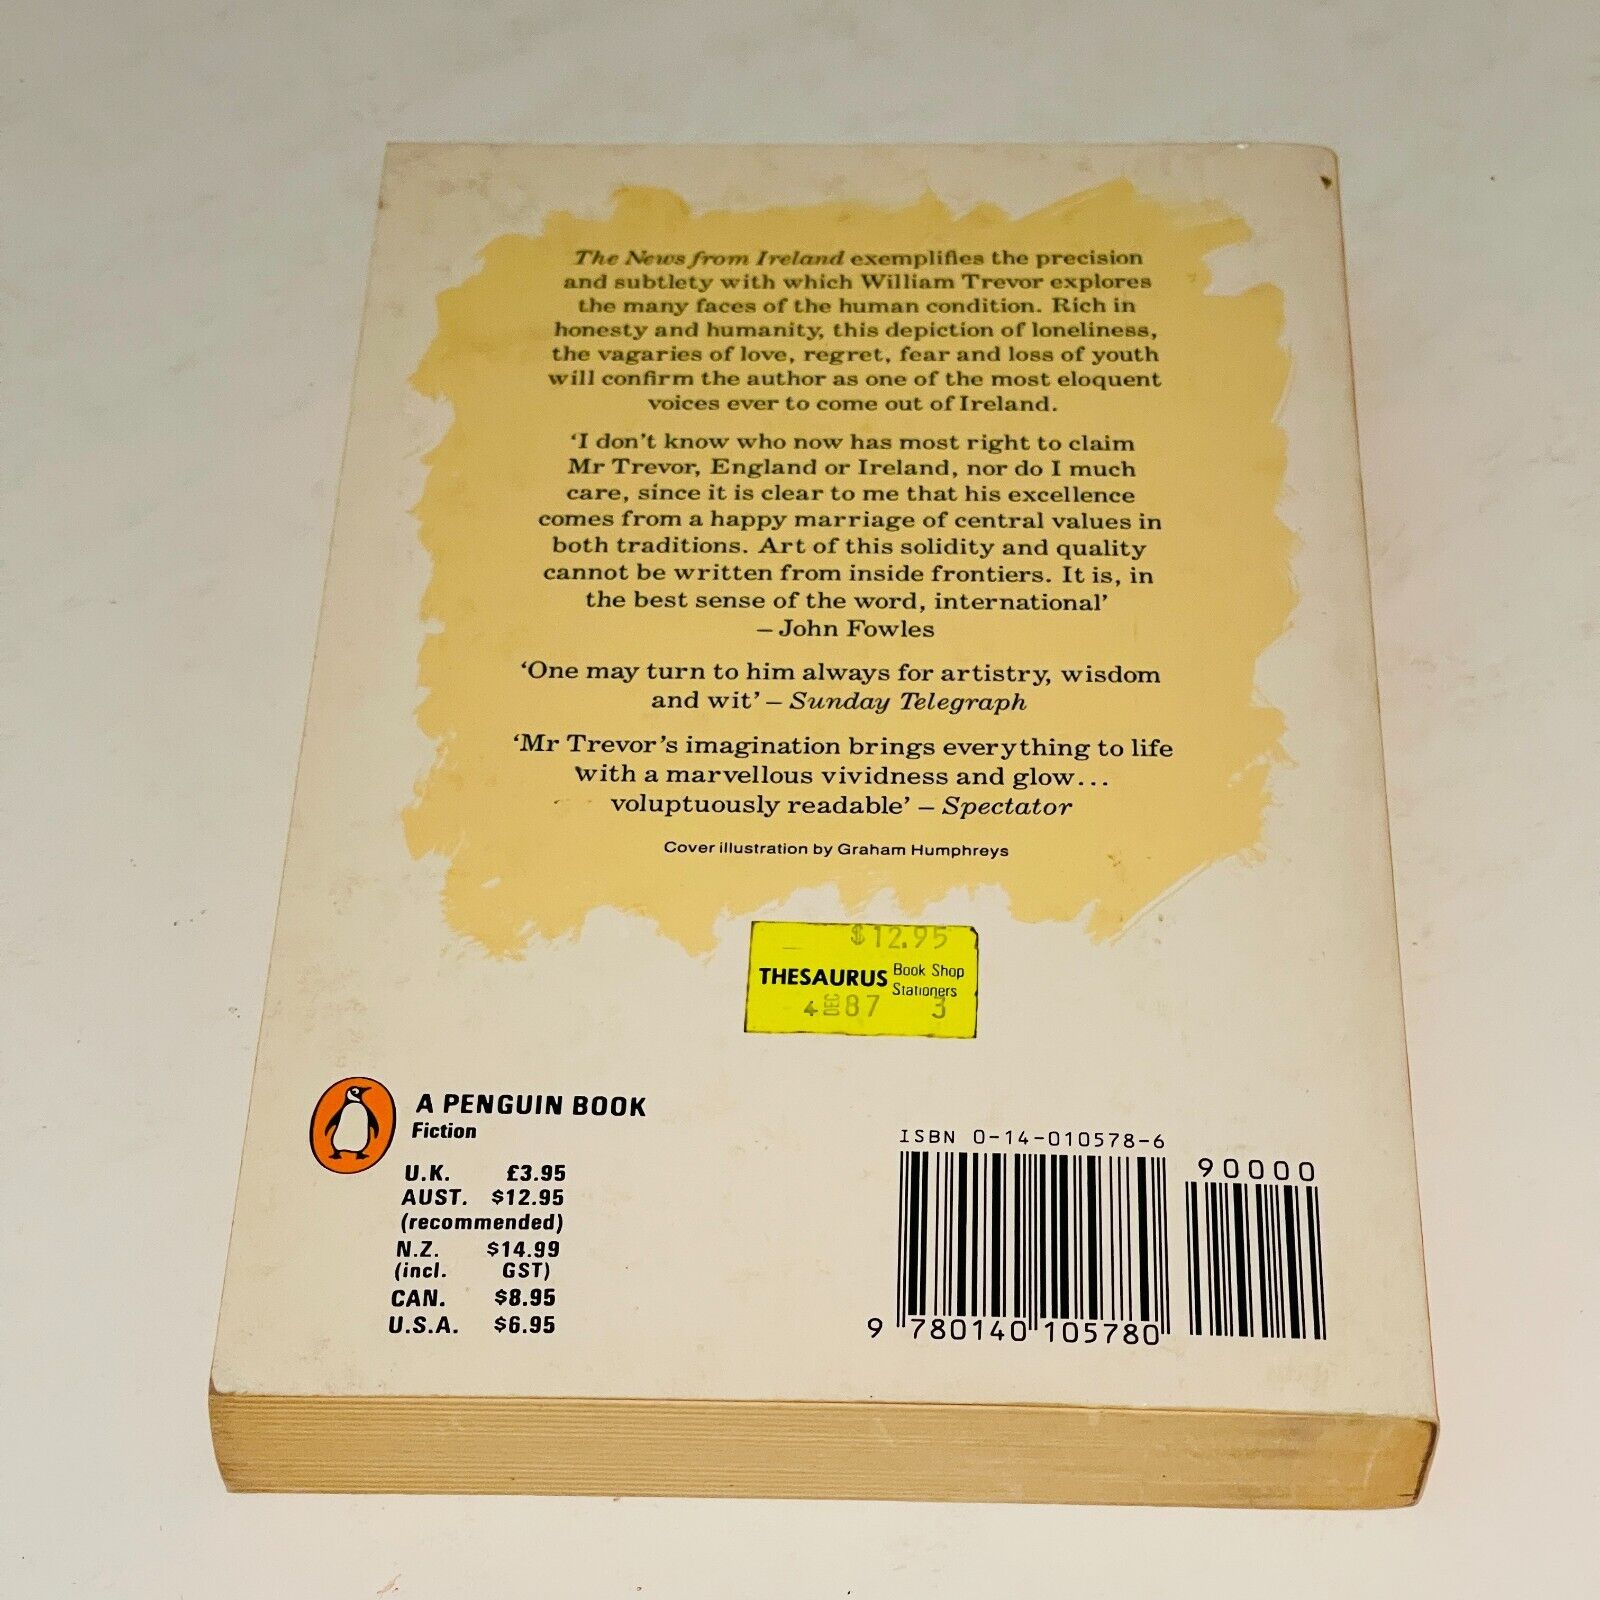 The News from Ireland exemplifies the precision
and subtlety with which William Trevor explores
the many faces of the human condition. Rich in
honesty and humanity, this depiction of loneliness,
the vagaries of love, regret, fear and loss of youth
will confirm the author as one of the most eloquent
voices ever to come out of Ireland.
‘I don't know who now has most right to claim
Mr Trevor, England or Ireland, nor do I much
care, since it is clear to me that his excellence
comes from a happy marriage of central values in
both traditions. Art of this solidity and quality
cannot be written from inside frontiers. It is, in
the best sense of the word, international’
– John Fowles
‘One may turn to him always for artistry, wisdom
and wit’ – Sunday Telegraph
‘Mr Trevor's imagination brings everything to life
with a marvellous vividness and glow...
voluptuously readable’ – Spectator
Cover illustration by Graham Humphreys
$12.95
THESAURUS Book Shop
Stationers
4 DEC 87 3
A PENGUIN BOOK
Fiction
U.K. £3.95
AUST. $12.95
(recommended)
N.Z. $14.99
(incl. GST)
CAN. $8.95
U.S.A. $6.95
ISBN 0-14-010578-6
90000
9 780140 105780